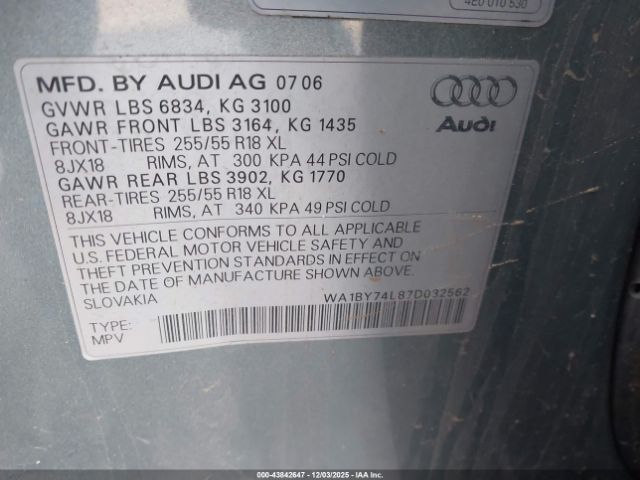 4E0 010 530
MFD. BY AUDI AG 07 06
GVWR LBS 6834, KG 3100
GAWR FRONT LBS 3164, KG 1435
FRONT-TIRES 255/55 R18 XL
8JX18 RIMS, AT 300 KPA 44 PSI COLD
GAWR REAR LBS 3902, KG 1770
REAR-TIRES 255/55 R18 XL
8JX18 RIMS, AT 340 KPA 49 PSI COLD
Audi
THIS VEHICLE CONFORMS TO ALL APPLICABLE
U.S. FEDERAL MOTOR VEHICLE SAFETY AND
THEFT PREVENTION STANDARDS IN EFFECT ON
THE DATE OF MANUFACTURE SHOWN ABOVE.
SLOVAKIA WA1BY74L87D032562
TYPE:
MPV
000-43842647 - 12/03/2025 - IAA Inc.